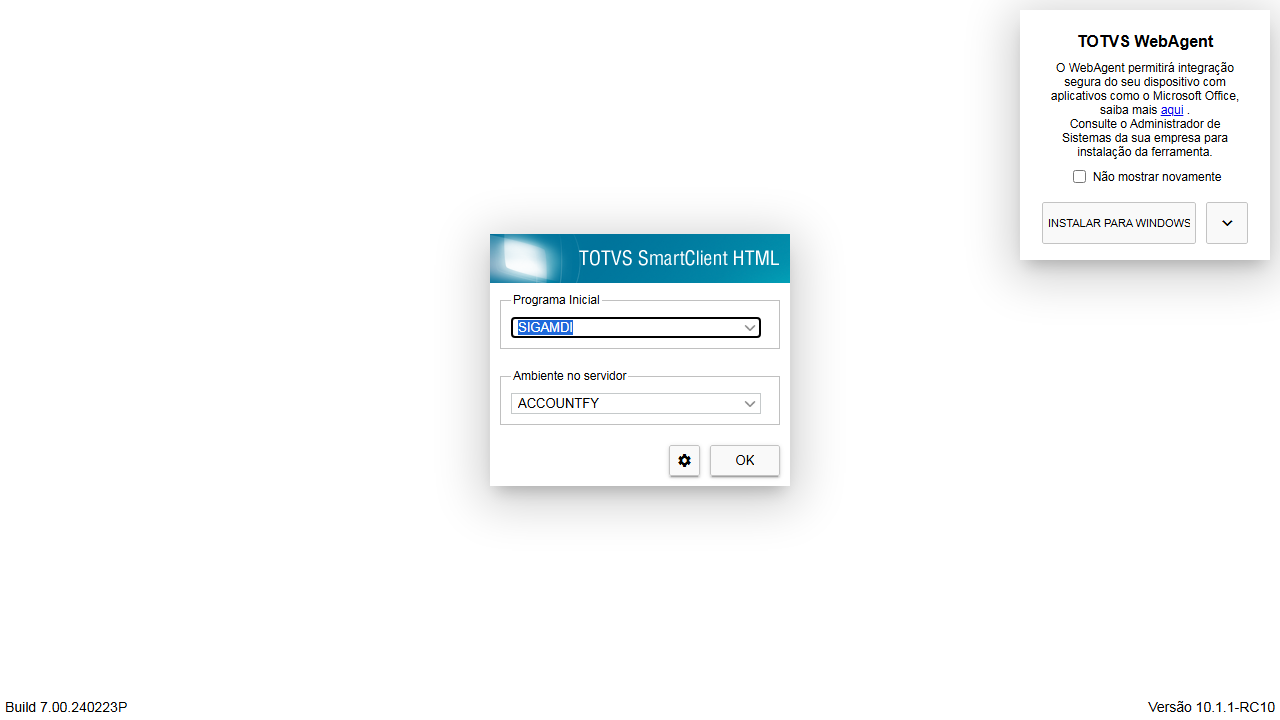 TOTVS WebAgent
O WebAgent permitirá integração
segura do seu dispositivo com
aplicativos como o Microsoft Office,
saiba mais aqui .
Consulte o Administrador de
Sistemas da sua empresa para
instalação da ferramenta.
Não mostrar novamente
INSTALAR PARA WINDOWS
TOTVS SmartClient HTML
Programa Inicial
SIGAMDI
Ambiente no servidor
ACCOUNTFY
OK
Build 7.00.240223P
Versão 10.1.1-RC10